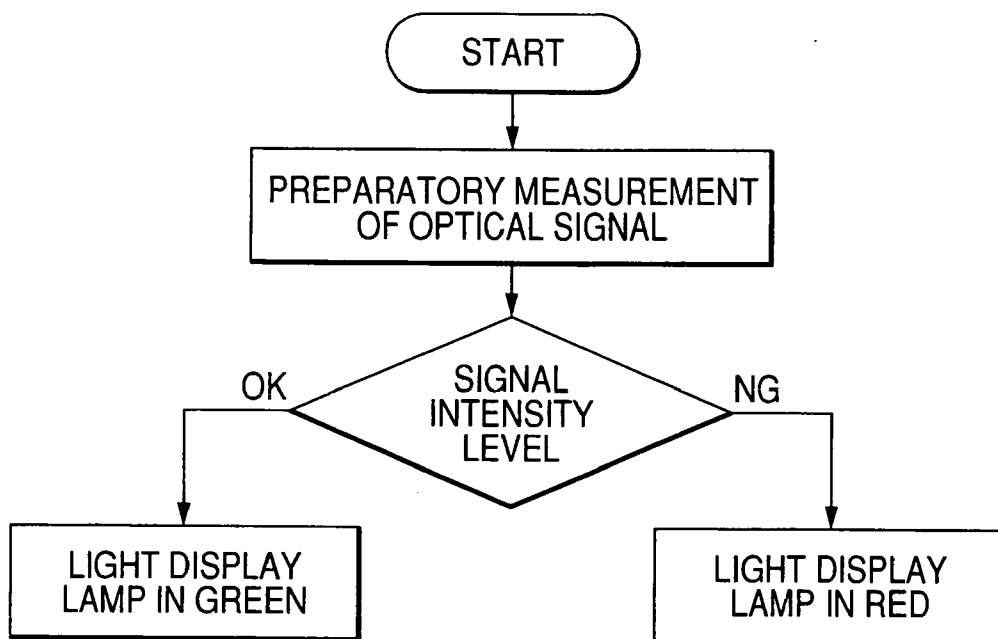 START
PREPARATORY MEASUREMENT
OF OPTICAL SIGNAL
OK
SIGNAL
INTENSITY
LEVEL
NG
LIGHT DISPLAY
LAMP IN GREEN
LIGHT DISPLAY
LAMP IN RED